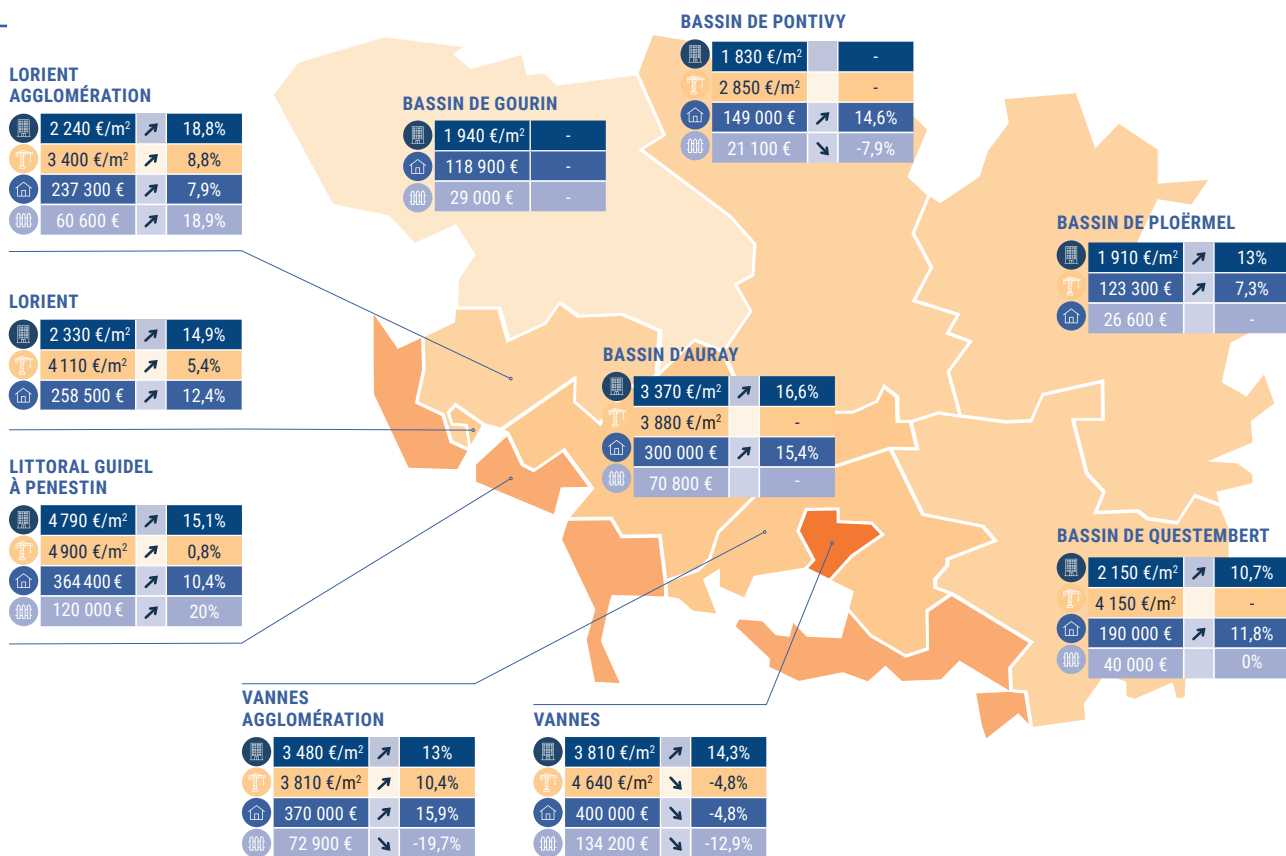 BASSIN DE PONTIVY
1 830 €/m² -
2 850 €/m² -
149 000 € ↗ 14,6%
21 100 € ↘ -7,9%
LORIENT
AGGLOMÉRATION
2 240 €/m² ↗ 18,8%
3 400 €/m² ↗ 8,8%
237 300 € ↗ 7,9%
60 600 € ↗ 18,9%
BASSIN DE GOURIN
1 940 €/m² -
118 900 € -
29 000 € -
BASSIN DE PLOËRMEL
1 910 €/m² ↗ 13%
123 300 € ↗ 7,3%
26 600 € -
LORIENT
2 330 €/m² ↗ 14,9%
4 110 €/m² ↗ 5,4%
258 500 € ↗ 12,4%
BASSIN D'AURAY
3 370 €/m² ↗ 16,6%
3 880 €/m² -
300 000 € ↗ 15,4%
70 800 € -
LITTORAL GUIDEL
À PENESTIN
4 790 €/m² ↗ 15,1%
4 900 €/m² ↗ 0,8%
364 400 € ↗ 10,4%
120 000 € ↗ 20%
BASSIN DE QUESTEMBERT
2 150 €/m² ↗ 10,7%
4 150 €/m² -
190 000 € ↗ 11,8%
40 000 € 0%
VANNES
AGGLOMÉRATION
3 480 €/m² ↗ 13%
3 810 €/m² ↗ 10,4%
370 000 € ↗ 15,9%
72 900 € ↘ -19,7%
VANNES
3 810 €/m² ↗ 14,3%
4 640 €/m² ↘ -4,8%
400 000 € ↘ -4,8%
134 200 € ↘ -12,9%